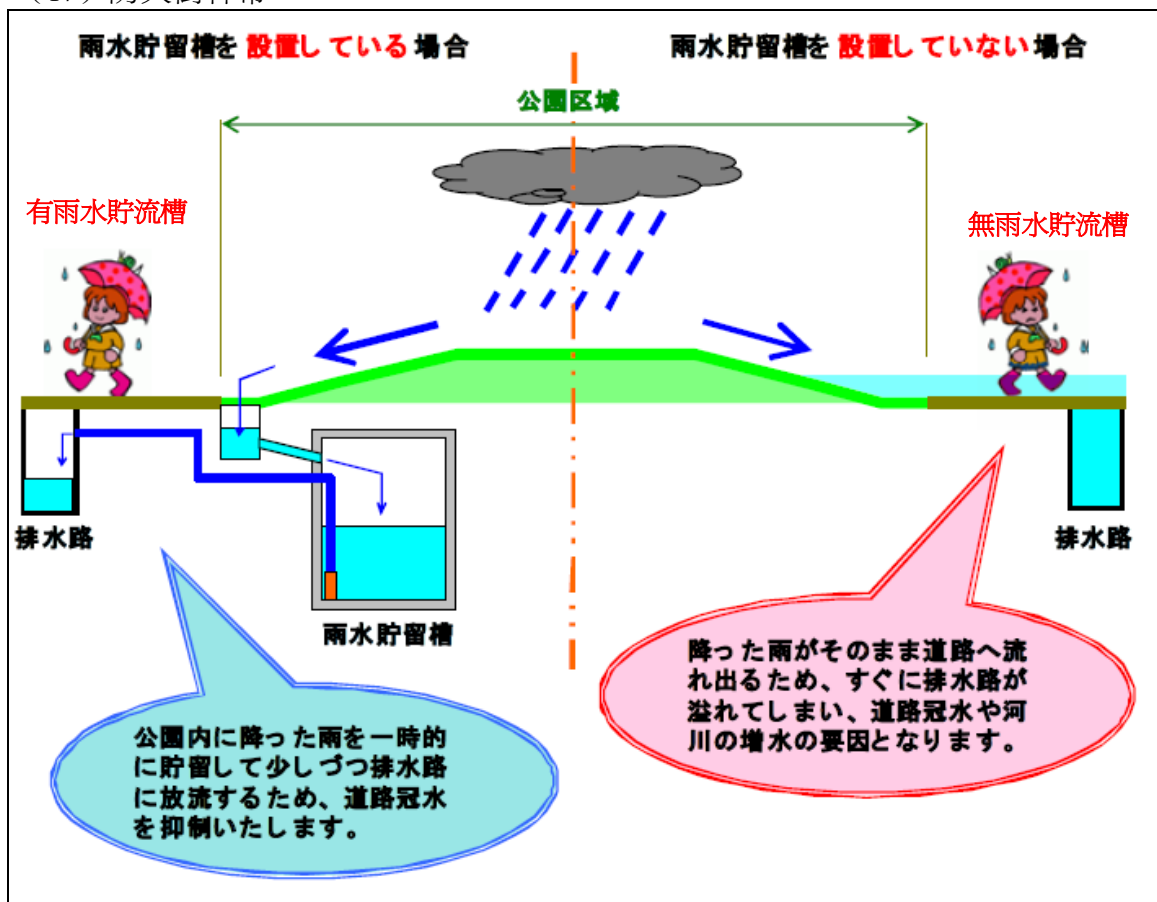 雨水貯留槽を設置している場合
雨水貯留槽を設置していない場合
公園区域
有雨水貯流槽
無雨水貯流槽
排水路
排水路
雨水貯留槽
公園内に降った雨を一時的
に貯留して少しづつ排水路
に放流するため、道路冠水
を抑制いたします。
降った雨がそのまま道路へ流
れ出るため、すぐに排水路が
溢れてしまい、道路冠水や河
川の増水の要因となります。